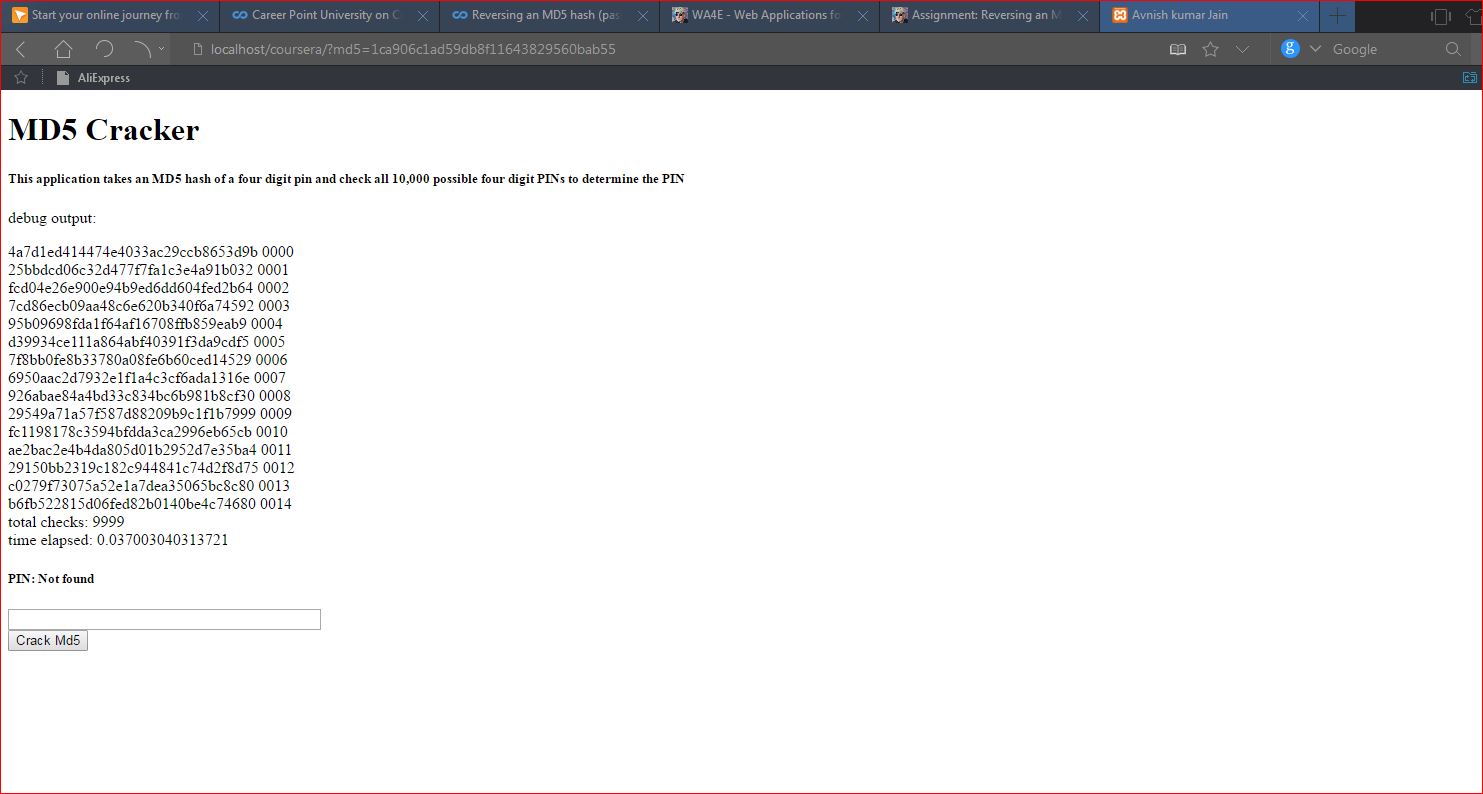 Start your online journey fro
Career Point University on C
Reversing an MD5 hash (pas
WA4E - Web Applications fo
Assignment: Reversing an M
Avnish kumar Jain
localhost/coursera/?md5=1ca906c1ad59db8f11643829560bab55
g
Google
AliExpress
MD5 Cracker
This application takes an MD5 hash of a four digit pin and check all 10,000 possible four digit PINs to determine the PIN
debug output:
4a7d1ed414474e4033ac29ccb8653d9b 0000
25bbdcd06c32d477f7fa1c3e4a91b032 0001
fcd04e26e900e94b9ed6dd604fed2b64 0002
7cd86ecb09aa48c6e620b340f6a74592 0003
95b09698fda1f64af16708ffb859eab9 0004
d39934ce111a864abf40391f3da9cdf5 0005
7f8bb0fe8b33780a08fe6b60ced14529 0006
6950aac2d7932e1f1a4c3cf6ada1316e 0007
926abae84a4bd33c834bc6b981b8cf30 0008
29549a71a57f587d88209b9c1f1b7999 0009
fc1198178c3594bfdda3ca2996eb65cb 0010
ae2bac2e4b4da805d01b2952d7e35ba4 0011
29150bb2319c182c944841c74d2f8d75 0012
c0279f73075a52e1a7dea35065bc8c80 0013
b6fb522815d06fed82b0140be4c74680 0014
total checks: 9999
time elapsed: 0.037003040313721
PIN: Not found
Crack Md5